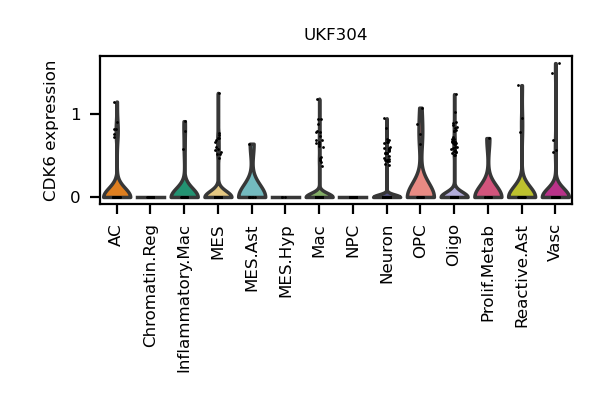 UKF304
CDK6 expression
1
0
AC
Chromatin.Reg
Inflammatory.Mac
MES
MES.Ast
MES.Hyp
Mac
NPC
Neuron
OPC
Oligo
Prolif.Metab
Reactive.Ast
Vasc